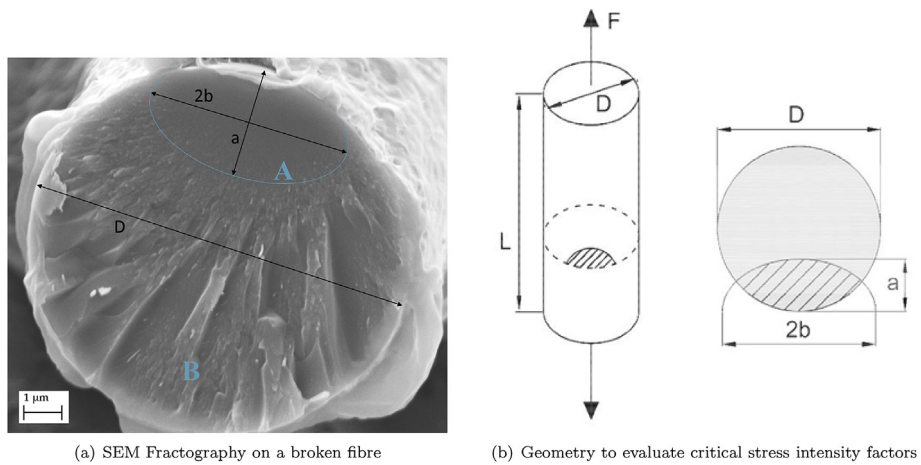 2b
a
A
D
B
1 µm
(a) SEM Fractography on a broken fibre
F
D
L
D
a
2b
(b) Geometry to evaluate critical stress intensity factors